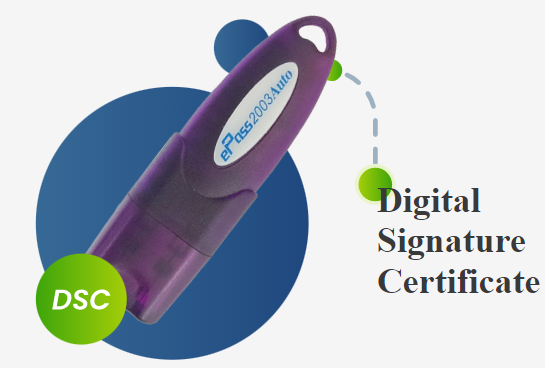 ePass2003Auto
DSC
Digital
Signature
Certificate